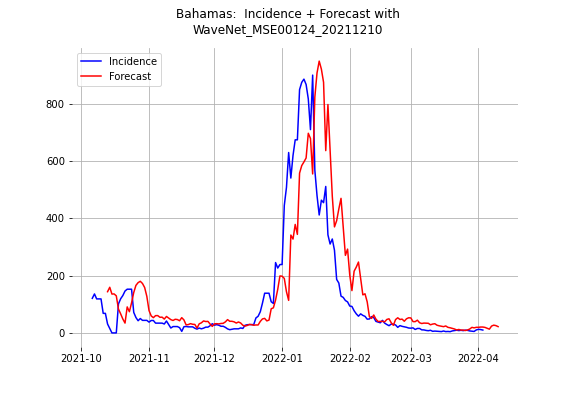 Bahamas:  Incidence + Forecast with
WaveNet_MSE00124_20211210
Incidence
Forecast
800
600
400
200
0
2021-10 2021-11 2021-12 2022-01 2022-02 2022-03 2022-04